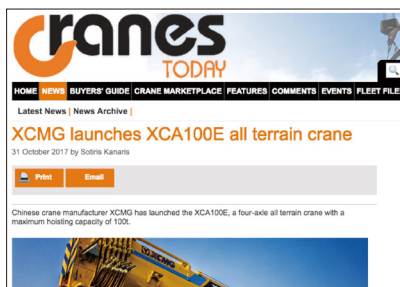 cranes
TODAY
HOME NEWS BUYERS' GUIDE CRANE MARKETPLACE FEATURES COMMENTS EVENTS FLEET FILE
Latest News | News Archive |
XCMG launches XCA100E all terrain crane
31 October 2017 by Sotiris Kanaris
Print Email
Chinese crane manufacturer XCMG has launched the XCA100E, a four-axle all terrain crane with a
maximum hoisting capacity of 100t.
XCMG